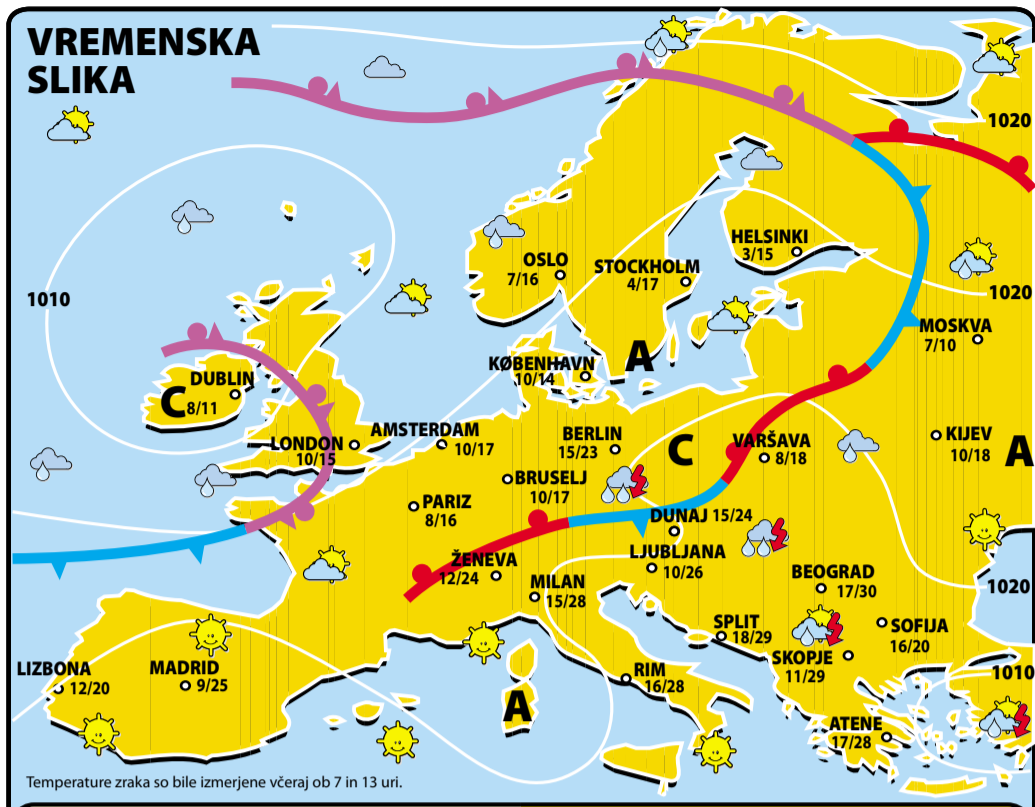 VREMENSKA
SLIKA
1020
1010
OSLO
7/16
STOCKHOLM
4/17
HELSINKI
3/15
1020
MOSKVA
7/10
KØBENHAVN
10/14
A
DUBLIN
C 8/11
LONDON
10/15
AMSTERDAM
10/17
BERLIN
15/23
C
VARŠAVA
8/18
KIJEV
10/18
A
BRUSELJ
10/17
PARIZ
8/16
DUNAJ 15/24
ŽENEVA
12/24
LJUBLJANA
10/26
MILAN
15/28
BEOGRAD
17/30
1020
SPLIT
18/29
SOFIJA
16/20
SKOPJE
11/29
LIZBONA
12/20
MADRID
9/25
RIM
16/28
1010
A
ATENE
17/28
Temperature zraka so bile izmerjene včeraj ob 7 in 13 uri.